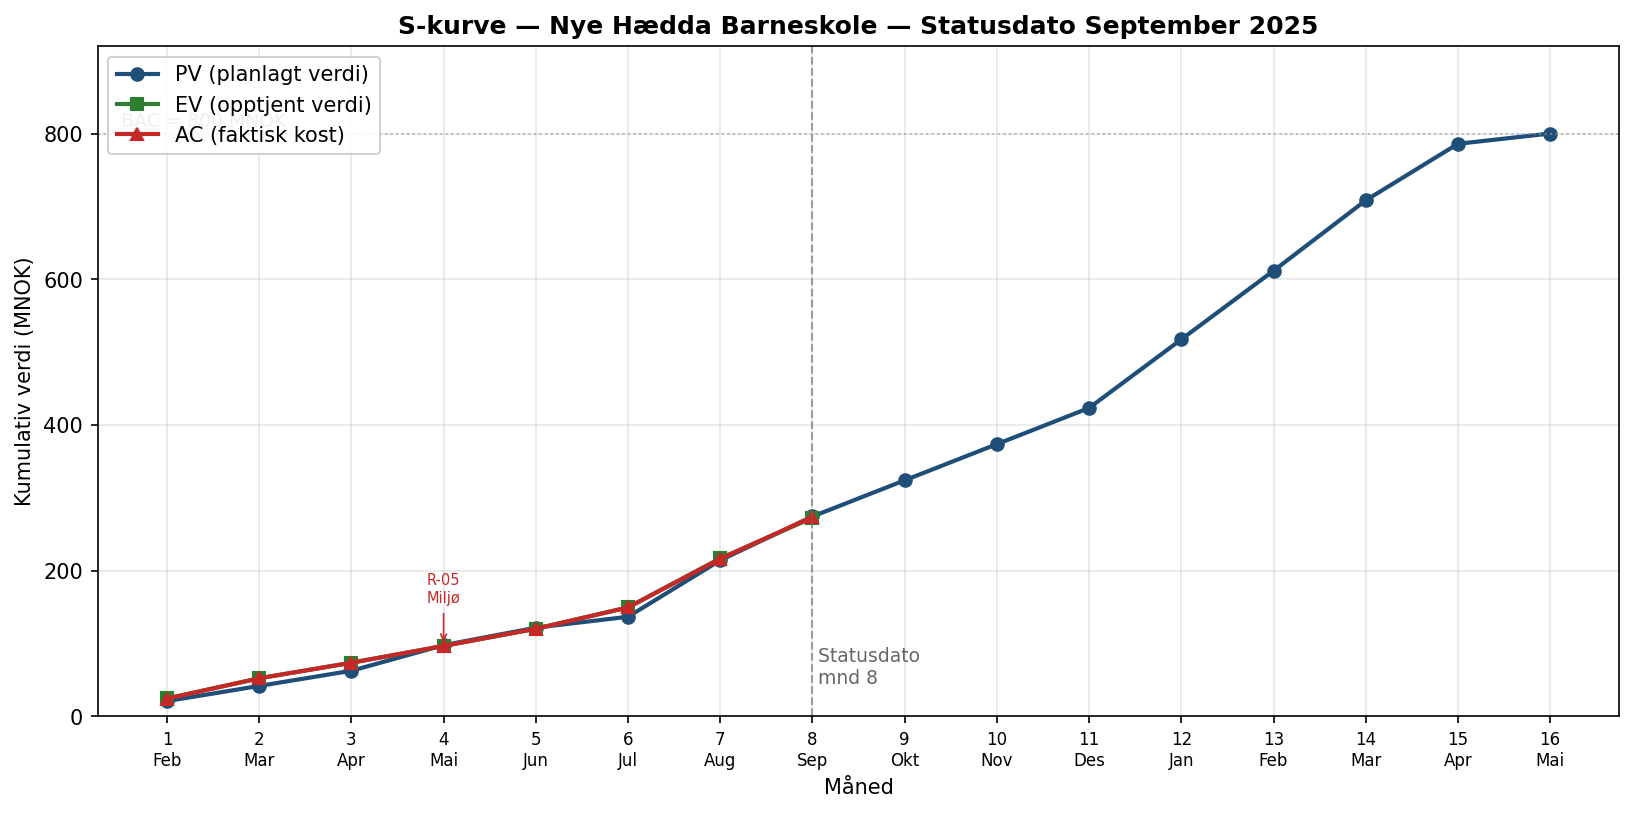 S-kurve — Nye Hædda Barneskole — Statusdato September 2025
PV (planlagt verdi)
EV (opptjent verdi)
AC (faktisk kost)
BAC = 800 MNOK
800
600
400
200
0
Kumulativ verdi (MNOK)
R-05
Miljø
Statusdato
mnd 8
1 2 3 4 5 6 7 8 9 10 11 12 13 14 15 16
Feb Mar Apr Mai Jun Jul Aug Sep Okt Nov Des Jan Feb Mar Apr Mai
Måned